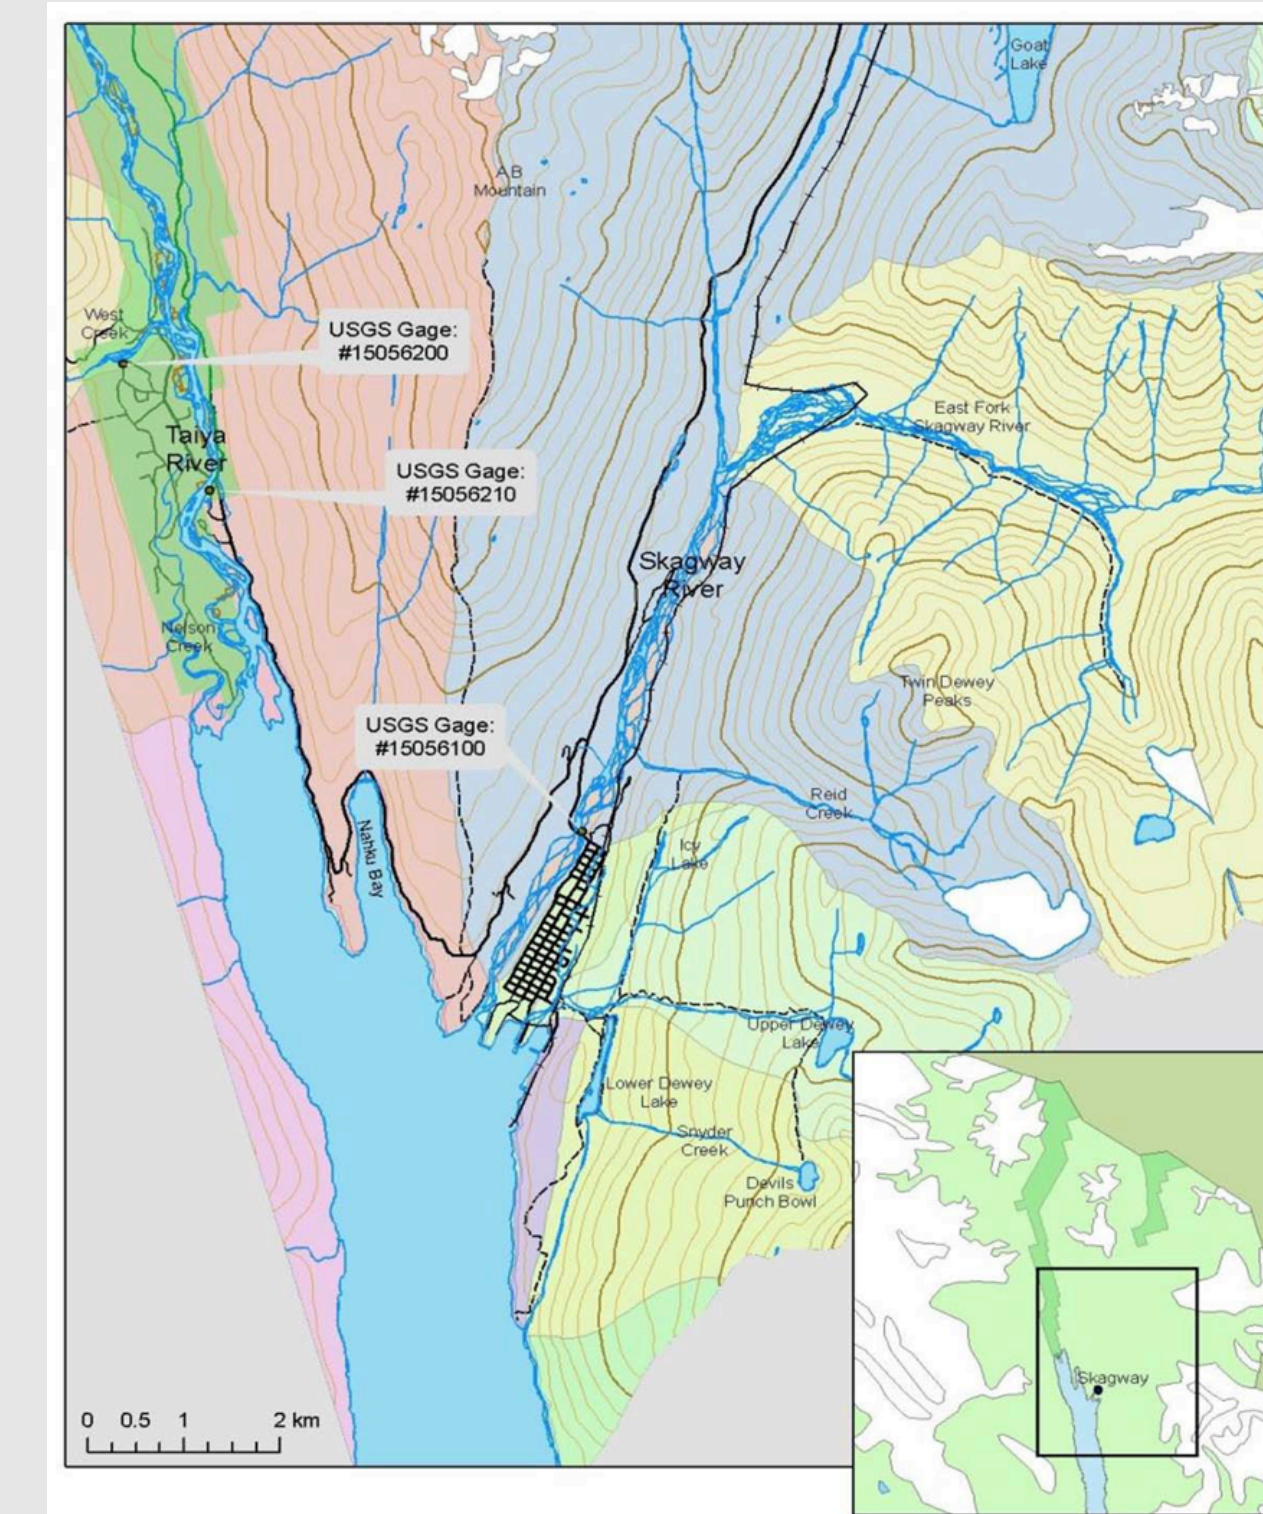 Goat
Lake
A B
Mountain
West
Creek
USGS Gage:
#15056200
East Fork
Skagway River
Taiya
River
USGS Gage:
#15056210
Skagway
River
Nelson
Creek
Twin Dewey
Peaks
USGS Gage:
#15056100
Reid
Creek
Nahku Bay
Icy
Lake
Upper Dewey
Lake
Lower Dewey
Lake
Snyder
Creek
Devils
Punch Bowl
Skagway
0 0.5 1 2 km